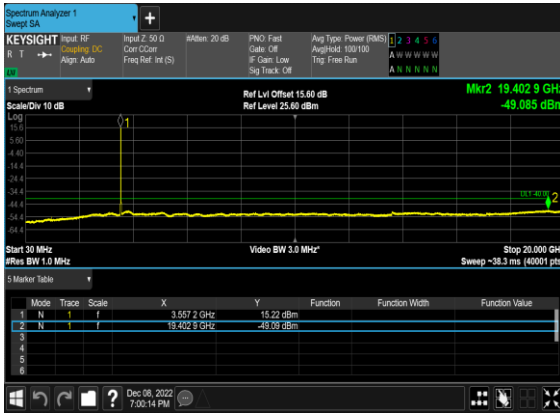 Spectrum Analyzer 1
Swept SA
KEYSIGHT Input: RF
R T Coupling: DC
Align: Auto
Input Z: 50 Ω
Corr CCorr
Freq Ref: Int (S)
#Atten: 20 dB
PNO: Fast
Gate: Off
IF Gain: Low
Sig Track: Off
Avg Type: Power (RMS)
Avg|Hold: 100/100
Trig: Free Run
1 2 3 4 5 6
A W W W W W
A N N N N N
1 Spectrum
Scale/Div 10 dB
Ref Lvl Offset 15.60 dB
Ref Level 25.60 dBm
Mkr2 19.402 9 GHz
-49.085 dBm
Log
15.6
5.60
-4.40
-14.4
-24.4
-34.4
-44.4
-54.4
-64.4
1
2
Start 30 MHz
#Res BW 1.0 MHz
Video BW 3.0 MHz*
Stop 20.000 GHz
Sweep ~38.3 ms (40001 pts)
5 Marker Table
Mode Trace Scale X Y Function Function Width Function Value
1 N 1 f 3.557 2 GHz 15.22 dBm
2 N 1 f 19.402 9 GHz -49.09 dBm
3
4
5
6
Dec 08, 2022
7:00:14 PM